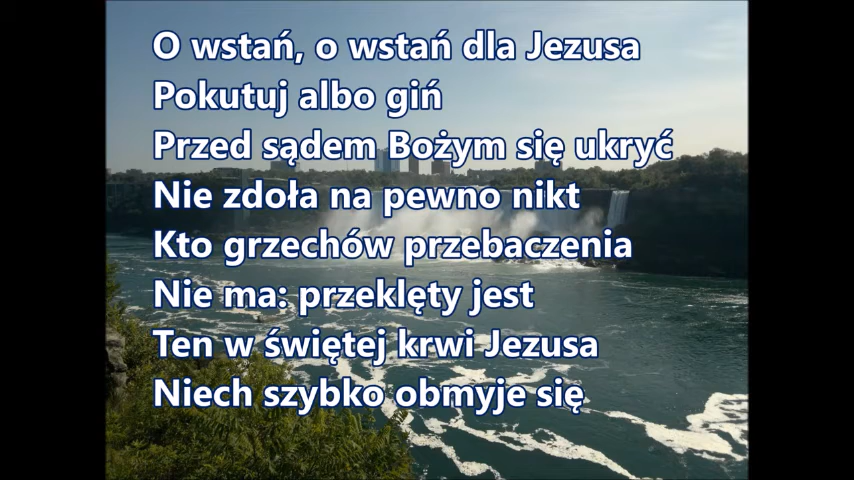 O wstań, o wstań dla Jezusa
Pokutuj albo giń
Przed sądem Bożym się ukryć
Nie zdoła na pewno nikt
Kto grzechów przebaczenia
Nie ma: przeklęty jest
Ten w świętej krwi Jezusa
Niech szybko obmyje się